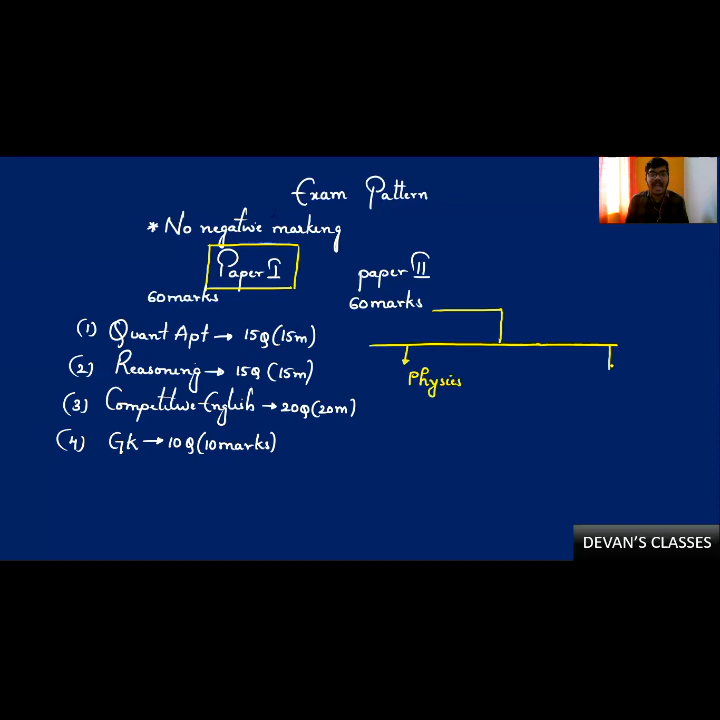 Exam Pattern
* No negative marking
Paper I
60marks
(1) Quant Apt → 15Q(15m)
(2) Reasoning → 15Q (15m)
(3) Competitive English → 20Q(20m)
(4) Gk → 10Q(10marks)
paper II
60marks
Physics
DEVAN'S CLASSES